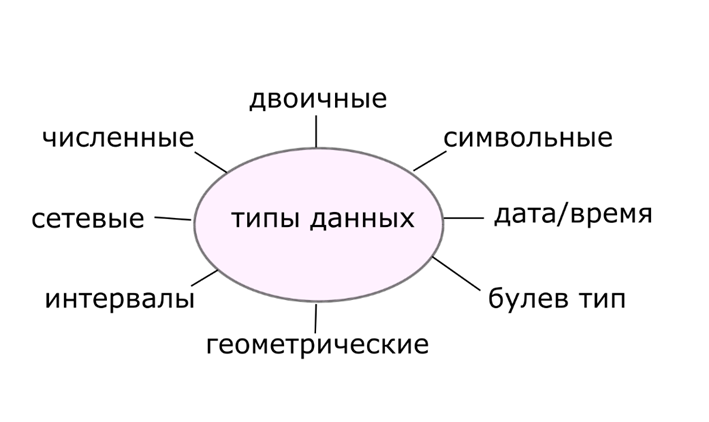 двоичные
численные
символьные
сетевые
типы данных
дата/время
интервалы
булев тип
геометрические